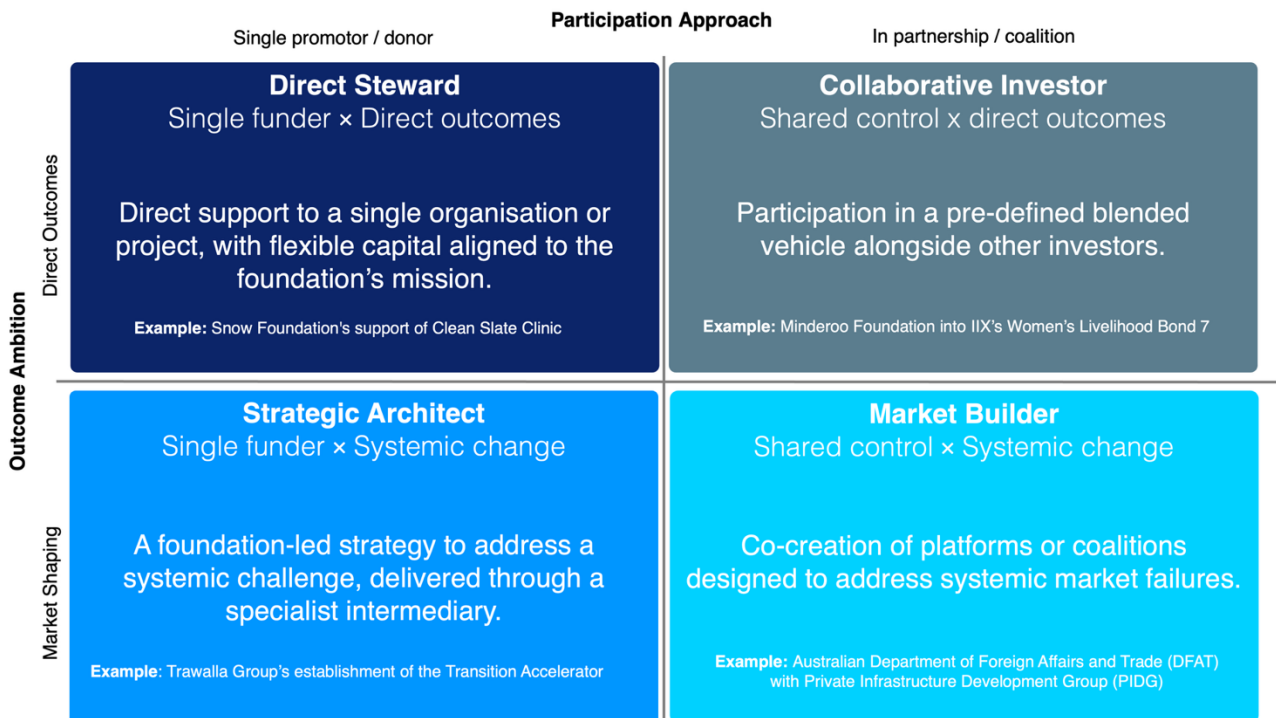 Participation Approach
Single promotor / donor
In partnership / coalition
Outcome Ambition
Direct Outcomes
Direct Steward
Single funder × Direct outcomes
Direct support to a single organisation or
project, with flexible capital aligned to the
foundation’s mission.
Example: Snow Foundation's support of Clean Slate Clinic
Collaborative Investor
Shared control x direct outcomes
Participation in a pre-defined blended
vehicle alongside other investors.
Example: Minderoo Foundation into IIX’s Women’s Livelihood Bond 7
Market Shaping
Strategic Architect
Single funder × Systemic change
A foundation-led strategy to address a
systemic challenge, delivered through a
specialist intermediary.
Example: Trawalla Group’s establishment of the Transition Accelerator
Market Builder
Shared control × Systemic change
Co-creation of platforms or coalitions
designed to address systemic market failures.
Example: Australian Department of Foreign Affairs and Trade (DFAT)
with Private Infrastructure Development Group (PIDG)